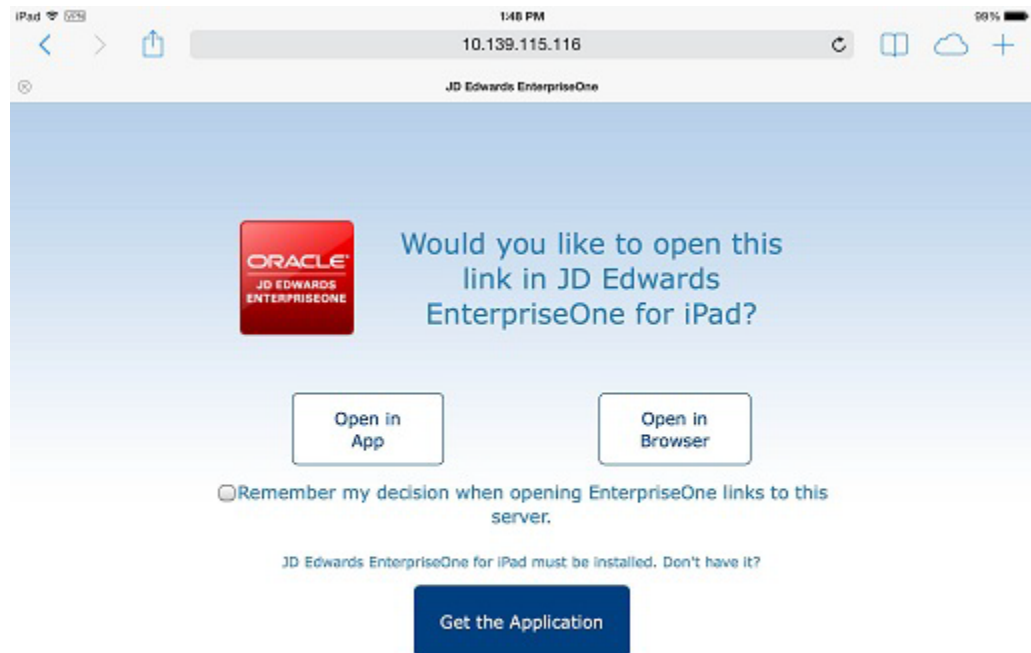 iPad VPN 1:48 PM 99%
10.139.115.116
JD Edwards EnterpriseOne
ORACLE
JD EDWARDS
ENTERPRISEONE
Would you like to open this
link in JD Edwards
EnterpriseOne for iPad?
Open in
App
Open in
Browser
Remember my decision when opening EnterpriseOne links to this
server.
JD Edwards EnterpriseOne for iPad must be installed. Don't have it?
Get the Application